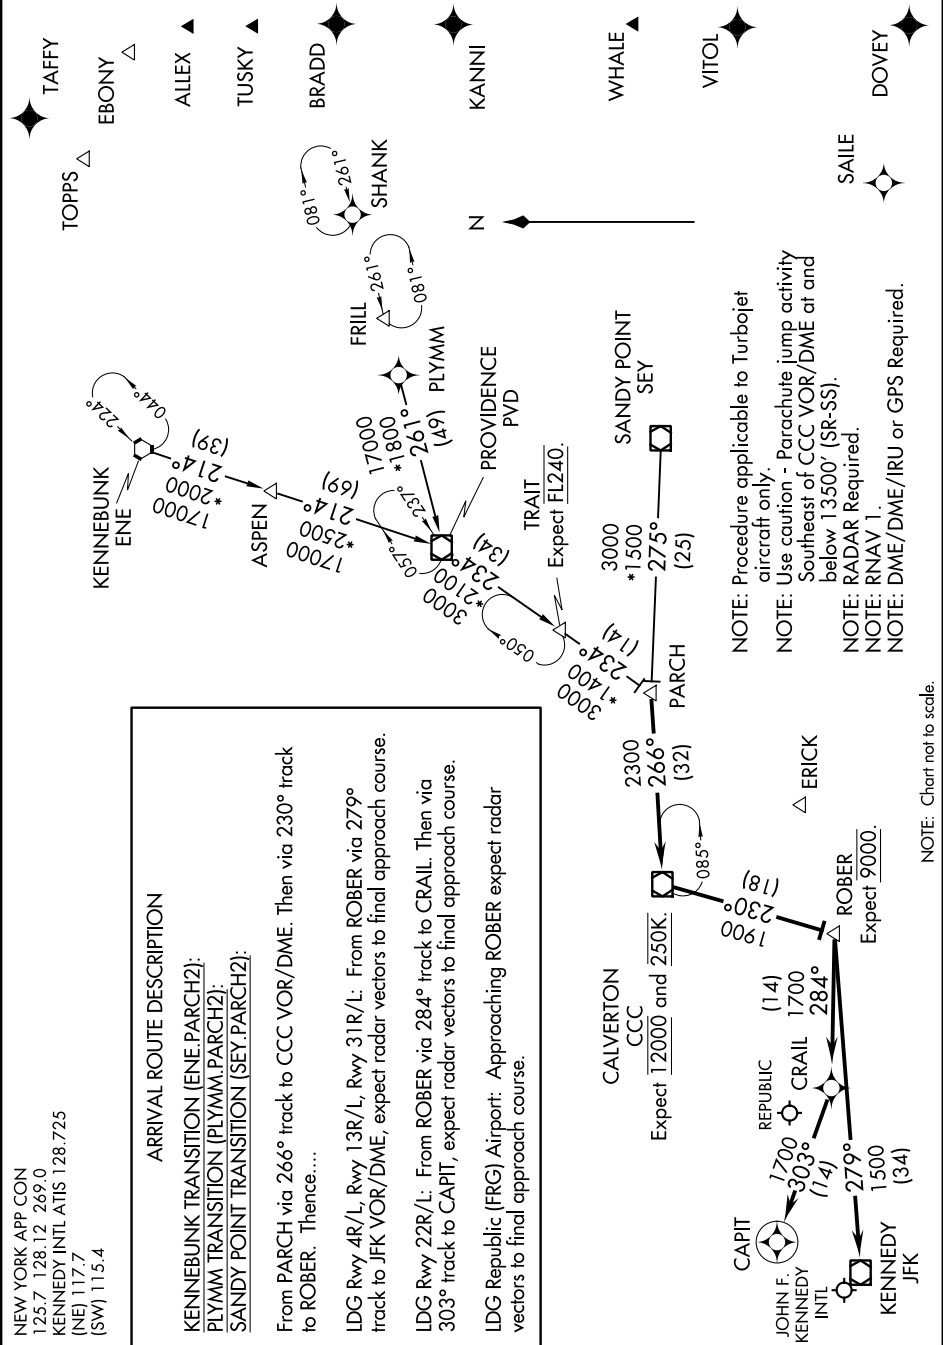 NEW YORK APP CON
125.7 128.12 269.0
KENNEDY INTL ATIS 128.725
(NE) 117.7
(SW) 115.4
ARRIVAL ROUTE DESCRIPTION
KENNEBUNK TRANSITION (ENE.PARCH2):
PLYMM TRANSITION (PLYMM.PARCH2):
SANDY POINT TRANSITION (SEY.PARCH2):
From PARCH via 266° track to CCC VOR/DME. Then via 230° track
to ROBER. Thence....
LDG Rwy 4R/L, Rwy 13R/L, Rwy 31R/L: From ROBER via 279°
track to JFK VOR/DME, expect radar vectors to final approach course.
LDG Rwy 22R/L: From ROBER via 284° track to CRAIL. Then via
303° track to CAPIT, expect radar vectors to final approach course.
LDG Republic (FRG) Airport: Approaching ROBER expect radar
vectors to final approach course.
TOPPS
TAFFY
EBONY
ALLEX
TUSKY
BRADD
KANNI
WHALE
VITOL
DOVEY
SAILE
KENNEBUNK
ENE
224°
044°
17000
*2000
214°
(39)
ASPEN
17000
*2500
214°
(69)
081°
261°
SHANK
FRILL
261°
081°
PLYMM
17000
*1800
261°
(49)
PROVIDENCE
PVD
237°
057°
3000
*2100
234°
(34)
TRAIT
Expect FL240.
050°
3000
*1400
234°
(14)
N
SANDY POINT
SEY
3000
*1500
275°
(25)
PARCH
2300
266°
(32)
CALVERTON
CCC
Expect 12000 and 250K.
085°
1900
230°
(18)
ERICK
ROBER
Expect 9000.
(14)
1700
284°
REPUBLIC
CRAIL
1700
303°
(14)
279°
1500
(34)
CAPIT
JOHN F.
KENNEDY
INTL
KENNEDY
JFK
NOTE: Procedure applicable to Turbojet
aircraft only.
NOTE: Use caution - Parachute jump activity
Southeast of CCC VOR/DME at and
below 13500' (SR-SS).
NOTE: RADAR Required.
NOTE: RNAV 1.
NOTE: DME/DME/IRU or GPS Required.
NOTE: Chart not to scale.